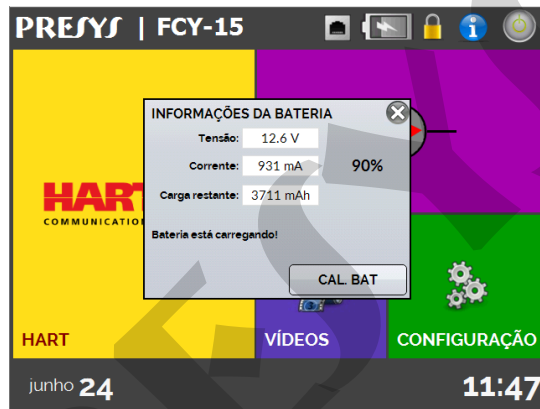 PRESYS | FCY-15
INFORMAÇÕES DA BATERIA
Tensão: 12.6 V
Corrente: 931 mA 90%
Carga restante: 3711 mAh
Bateria está carregando!
CAL. BAT
HART
COMMUNICATION
HART VÍDEOS CONFIGURAÇÃO
junho 24 11:47